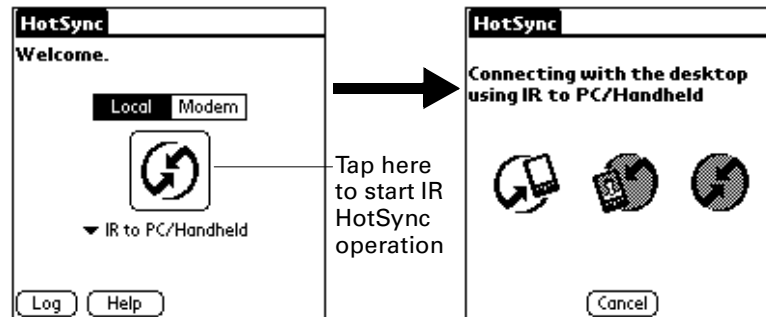 HotSync
Welcome.
Local Modem
IR to PC/Handheld
Log Help
Tap here
to start IR
HotSync
operation
HotSync
Connecting with the desktop
using IR to PC/Handheld
Cancel